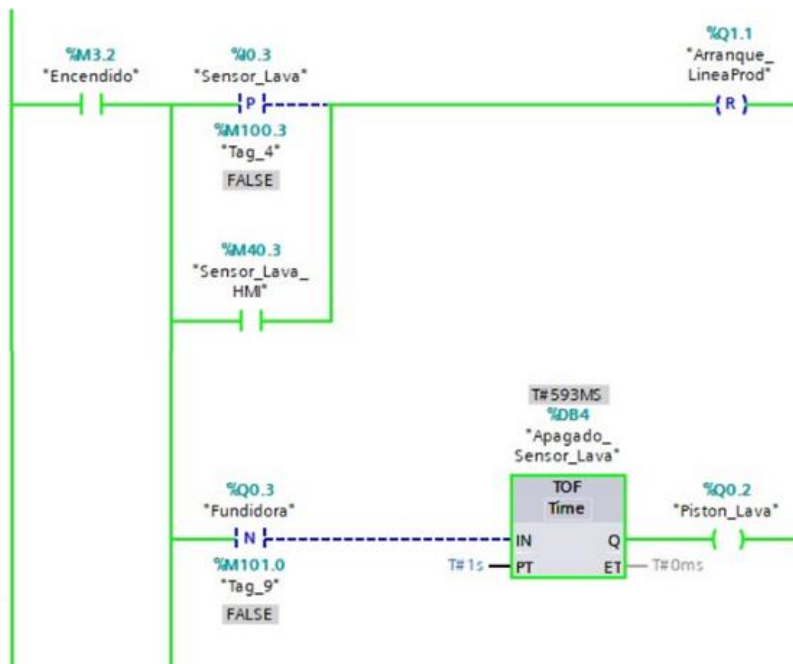 %M3.2
"Encendido"
%I0.3
"Sensor_Lava"
P
%M100.3
"Tag_4"
FALSE
%Q1.1
"Arranque_
LineaProd"
R
%M40.3
"Sensor_Lava_
HMI"
%Q0.3
"Fundidora"
N
%M101.0
"Tag_9"
FALSE
T#593MS
%DB4
"Apagado_
Sensor_Lava"
TOF
Time
IN Q
T#1s PT ET T#0ms
%Q0.2
"Piston_Lava"